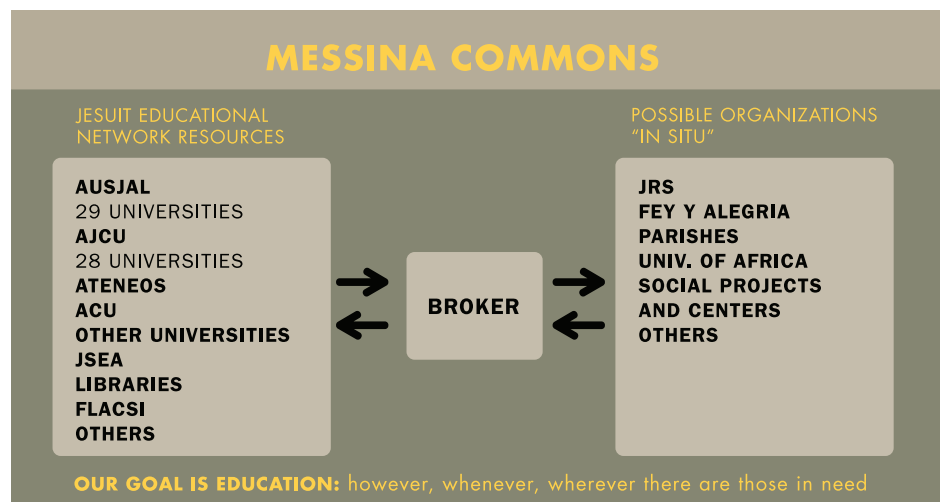 MESSINA COMMONS
JESUIT EDUCATIONAL
NETWORK RESOURCES
AUSJAL
29 UNIVERSITIES
AJCU
28 UNIVERSITIES
ATENEOS
ACU
OTHER UNIVERSITIES
JSEA
LIBRARIES
FLACSI
OTHERS
BROKER
POSSIBLE ORGANIZATIONS
“IN SITU”
JRS
FEY Y ALEGRIA
PARISHES
UNIV. OF AFRICA
SOCIAL PROJECTS
AND CENTERS
OTHERS
OUR GOAL IS EDUCATION: however, whenever, wherever there are those in need